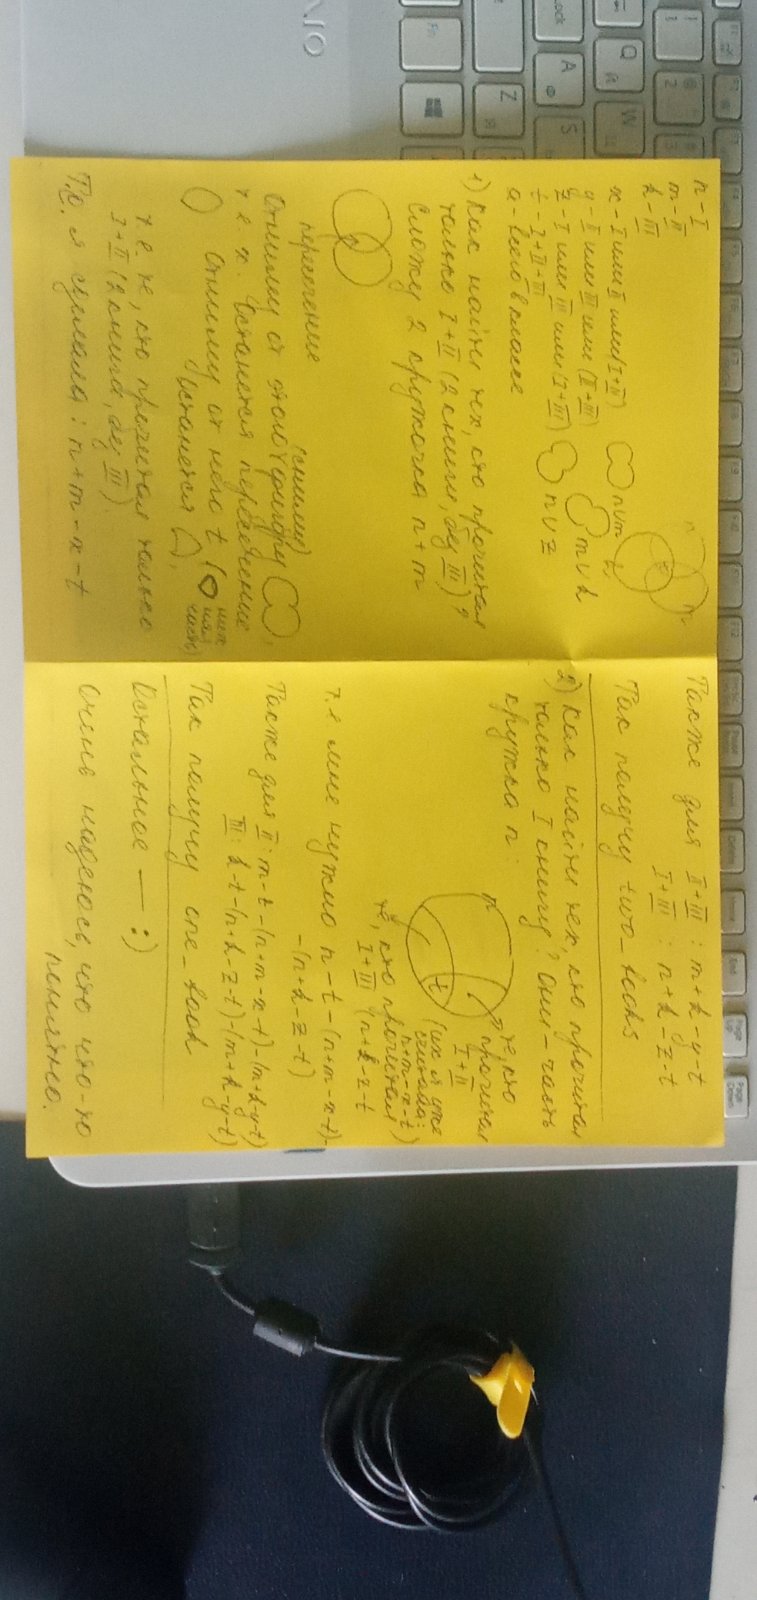 n - I
m - II
k - III
x - I или II или (I+II)
n∪m
y - II или III или (II+III)
m∪k
z - I или III или (I+III)
n∪z
t - I+II+III
a - всего в классе
n
m
t
k
1) Как найти тех, кто прочитал
только I+II (2 книги, без III)?
Сложу 2 кружочка n+m
пересечение
(сниму)
Отниму от этого фигуру
т.е. x. Останется пересечение
Отниму от него t (
ниж
няя
часть)
Останется
т.е. те, кто прочитал только
I+II (2 книги, без III).
Т.о. я сделала: n+m-x-t
Также для II+III : m+k-y-t
I+III : n+k-z-t
Так получу two_books
2) Как найти тех, кто прочитал
только I книгу? Они - часть
кружка n:
n
t
те, кто
прочитал
I+II
(их я уже
считала:
n+m-x-t)
те, кто прочитал
I+III (n+k-z-t
т.е. мне нужно n-t-(n+m-x-t)-
-(n+k-z-t)
Также для II: m-t-(n+m-x-t)-(m+k-y-t)
III: k-t-(n+k-z-t)-(m+k-y-t)
Так получу one_book
Остальное — :)
Очень надеюсь, что что-то
понятно.
Q
W
A
Ф
S
Z
Я
Lock
Fn
F12
Delete
Home
End
Page
Up
Page
Down
AIO